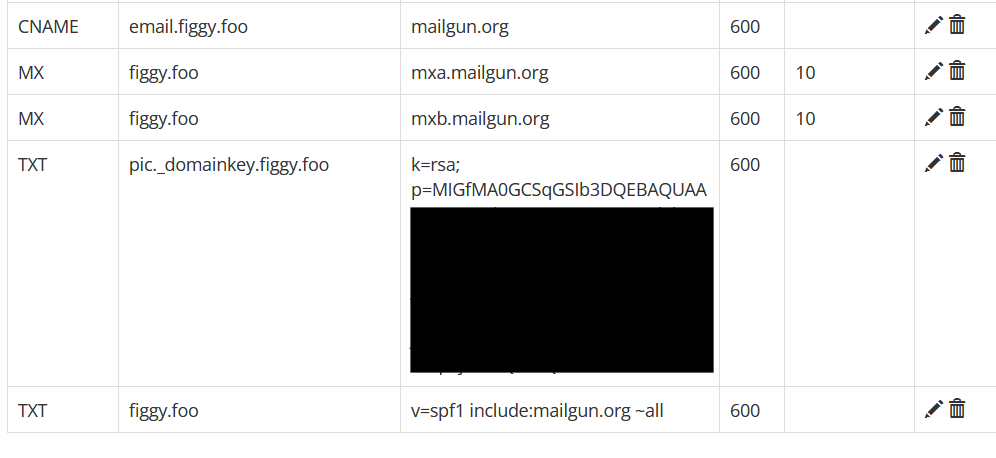 CNAME email.figgy.foo mailgun.org 600
MX figgy.foo mxa.mailgun.org 600 10
MX figgy.foo mxb.mailgun.org 600 10
TXT pic._domainkey.figgy.foo k=rsa; 600
p=MIGfMA0GCSqGSIb3DQEBAQUAA
TXT figgy.foo v=spf1 include:mailgun.org ~all 600